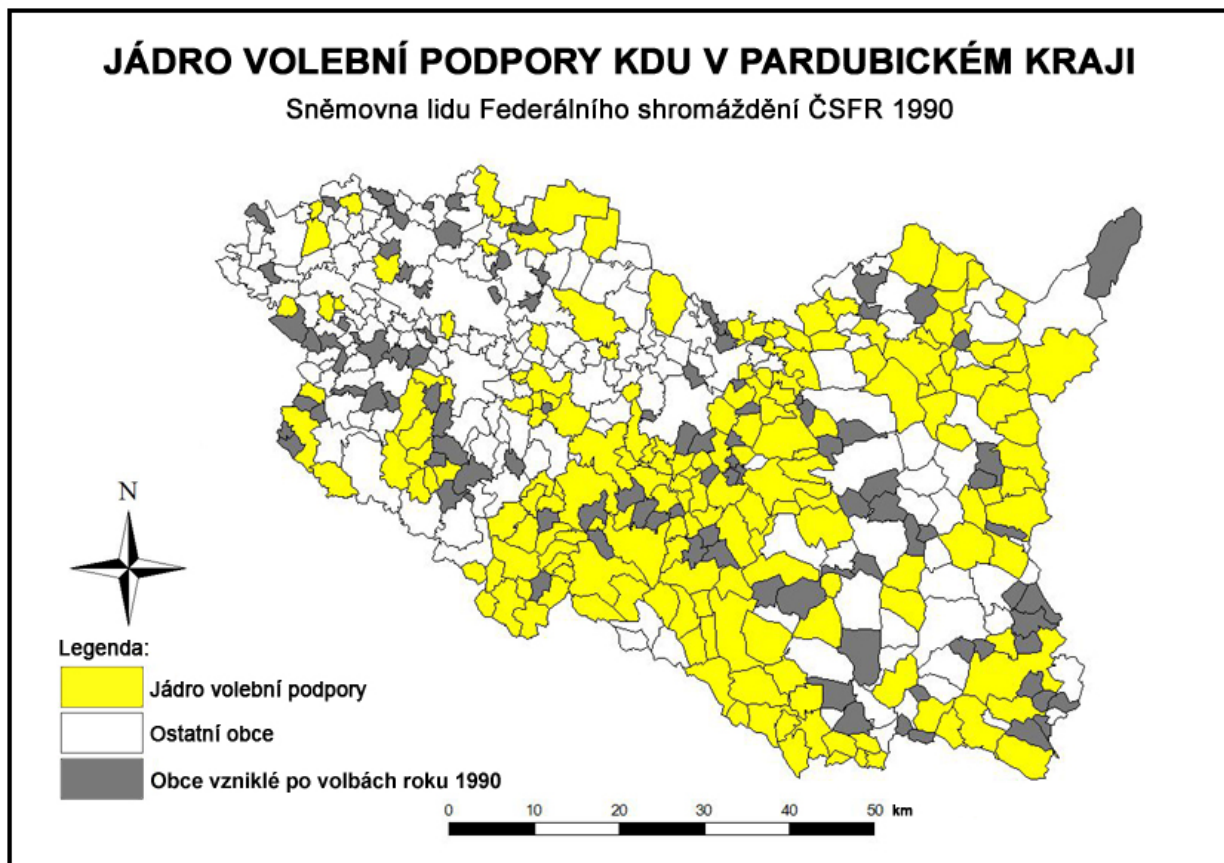 JÁDRO VOLEBNÍ PODPORY KDU V PARDUBICKÉM KRAJI
Sněmovna lidu Federálního shromáždění ČSFR 1990
N
Legenda:
Jádro volební podpory
Ostatní obce
Obce vzniklé po volbách roku 1990
0 10 20 30 40 50 km